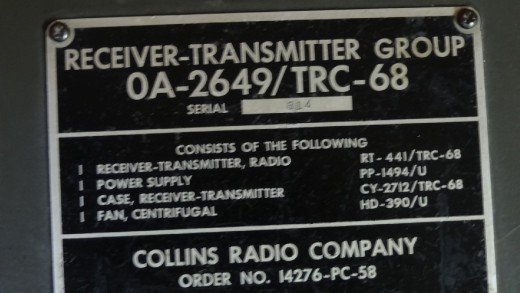 RECEIVER-TRANSMITTER GROUP
OA-2649/TRC-68
SERIAL 314
CONSISTS OF THE FOLLOWING
1 RECEIVER-TRANSMITTER, RADIO RT-441/TRC-68
1 POWER SUPPLY PP-1494/U
1 CASE, RECEIVER-TRANSMITTER CY-2712/TRC-68
1 FAN, CENTRIFUGAL HD-390/U
COLLINS RADIO COMPANY
ORDER NO. 14276-PC-58